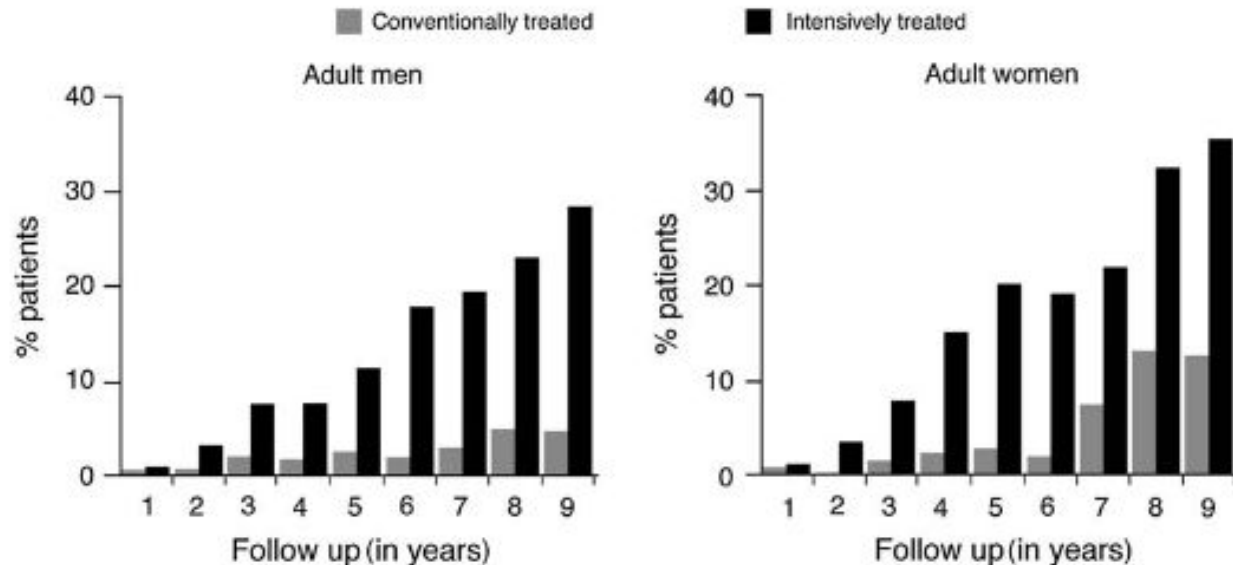 Conventionally treated
Intensively treated
Adult men
40
30
20
10
0
% patients
1 2 3 4 5 6 7 8 9
Follow up (in years)
Adult women
40
30
20
10
0
% patients
1 2 3 4 5 6 7 8 9
Follow up (in years)